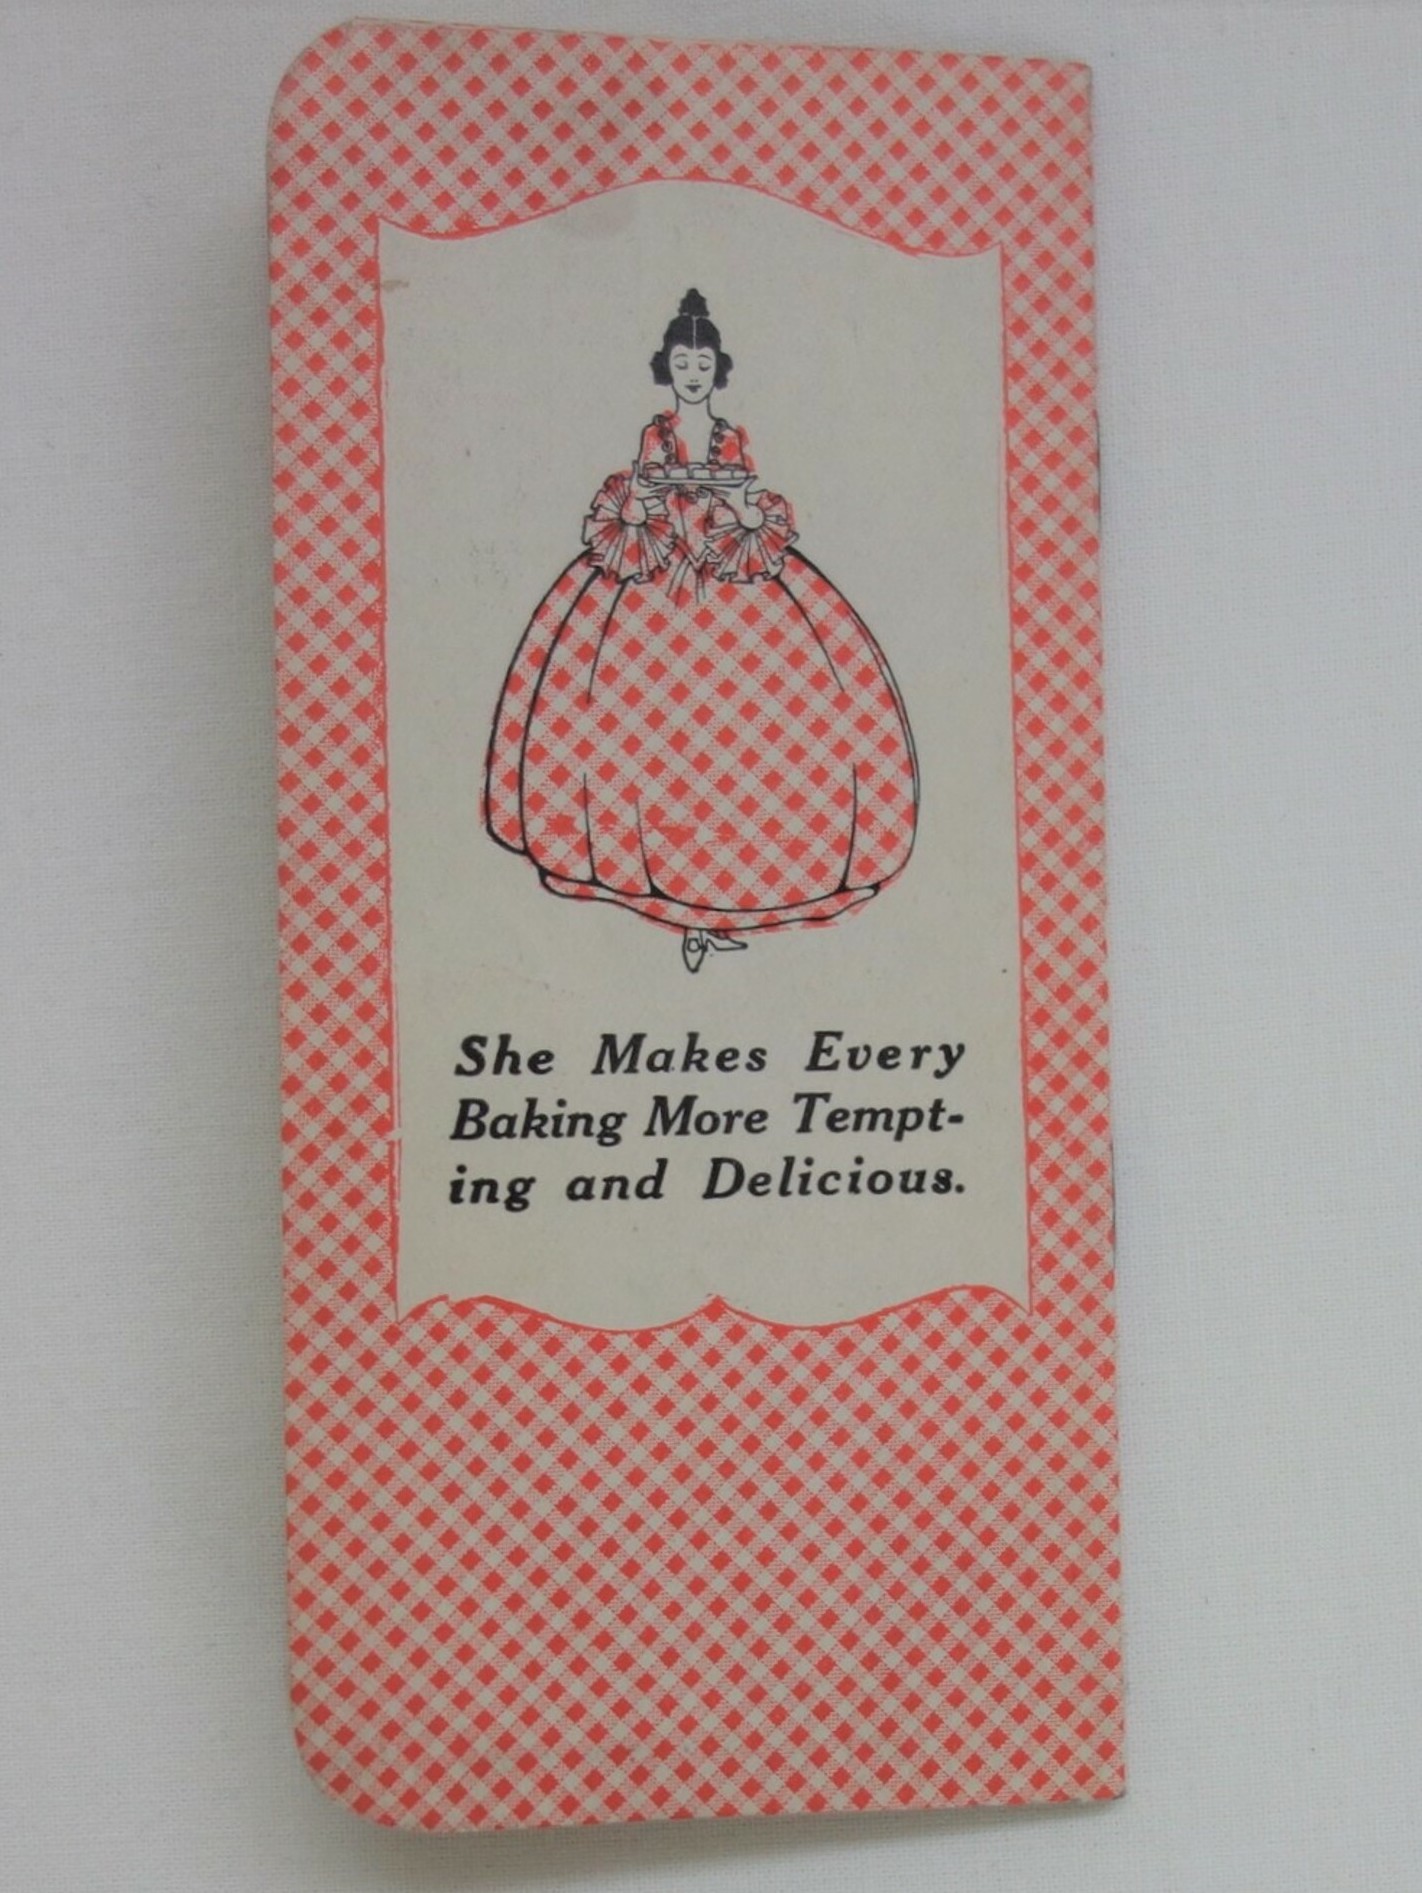 She Makes Every
Baking More Tempt-
ing and Delicious.